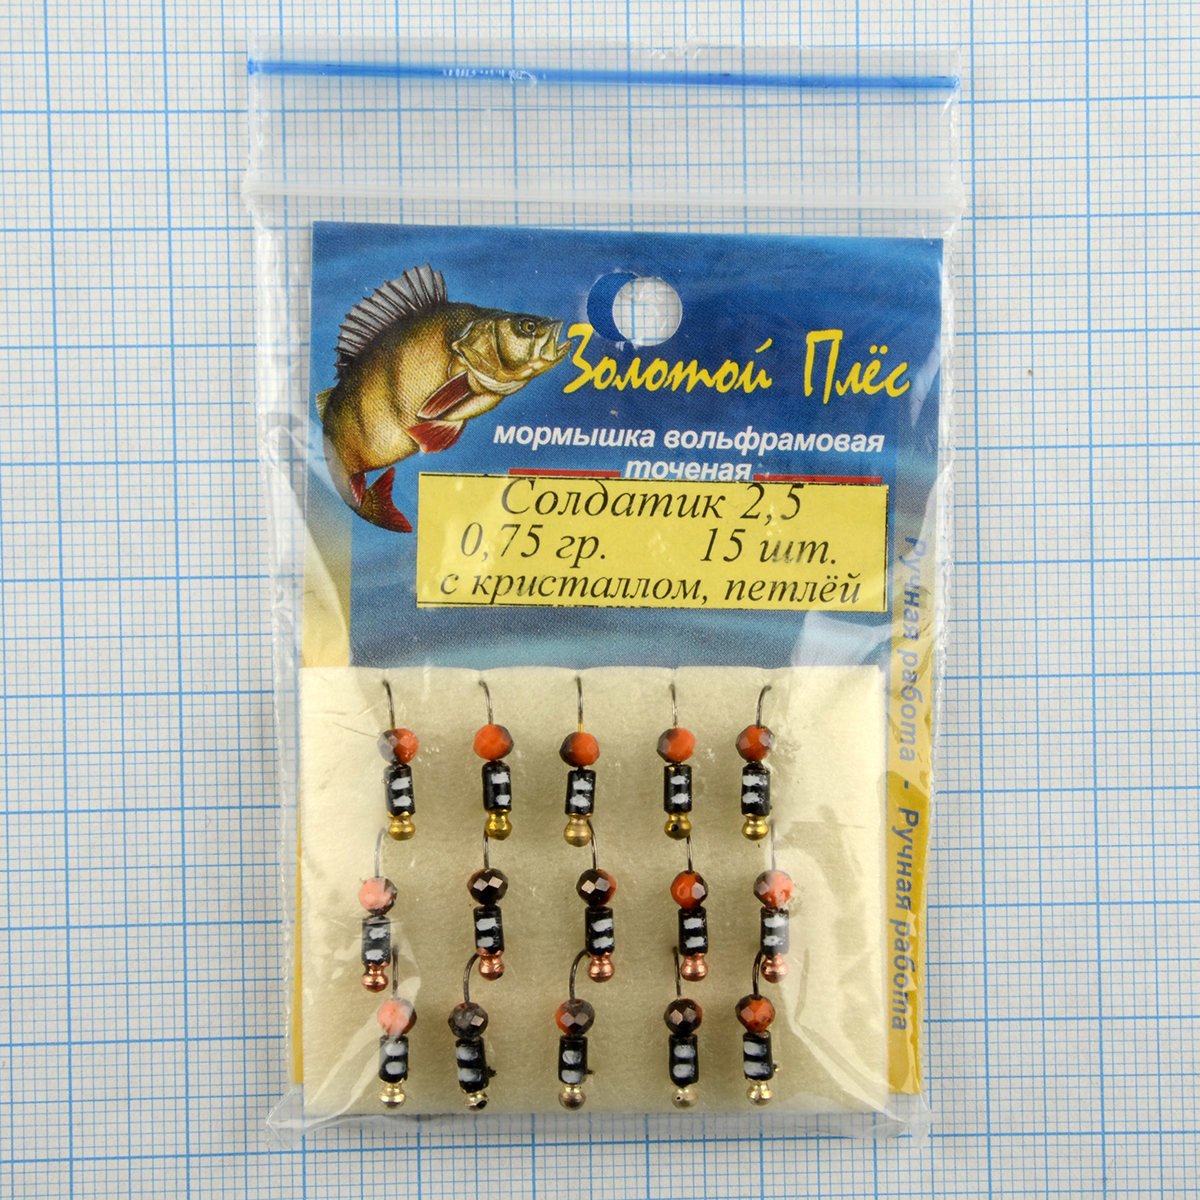 Золотой Плёс
мормышка вольфрамовая
точеная
Солдатик 2,5
0,75 гр. 15 шт.
с кристаллом, петлёй
Ручная работа - Ручная работа